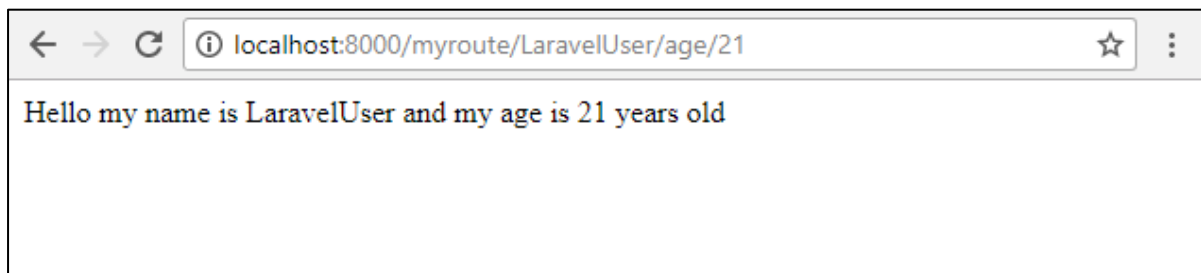 localhost:8000/myroute/LaravelUser/age/21
Hello my name is LaravelUser and my age is 21 years old